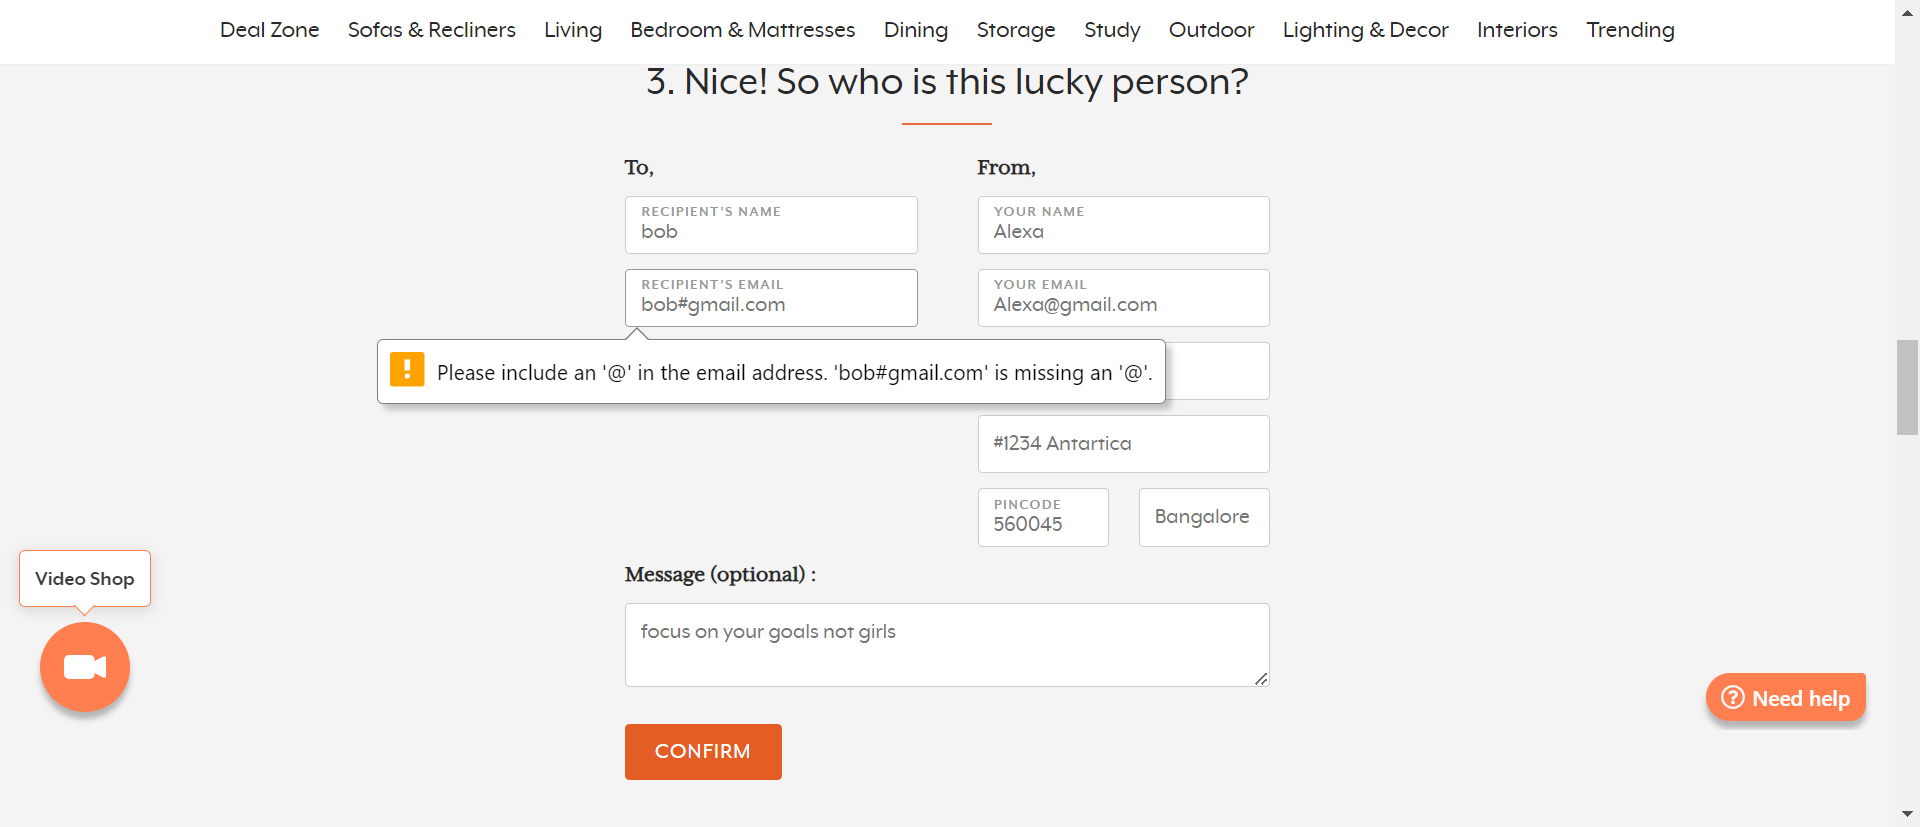 Deal Zone Sofas & Recliners Living Bedroom & Mattresses Dining Storage Study Outdoor Lighting & Decor Interiors Trending
3. Nice! So who is this lucky person?
To,
From,
RECIPIENT'S NAME
bob
YOUR NAME
Alexa
RECIPIENT'S EMAIL
bob#gmail.com
YOUR EMAIL
Alexa@gmail.com
Please include an '@' in the email address. 'bob#gmail.com' is missing an '@'.
#1234 Antartica
PINCODE
560045
Bangalore
Message (optional) :
focus on your goals not girls
CONFIRM
Video Shop
Need help